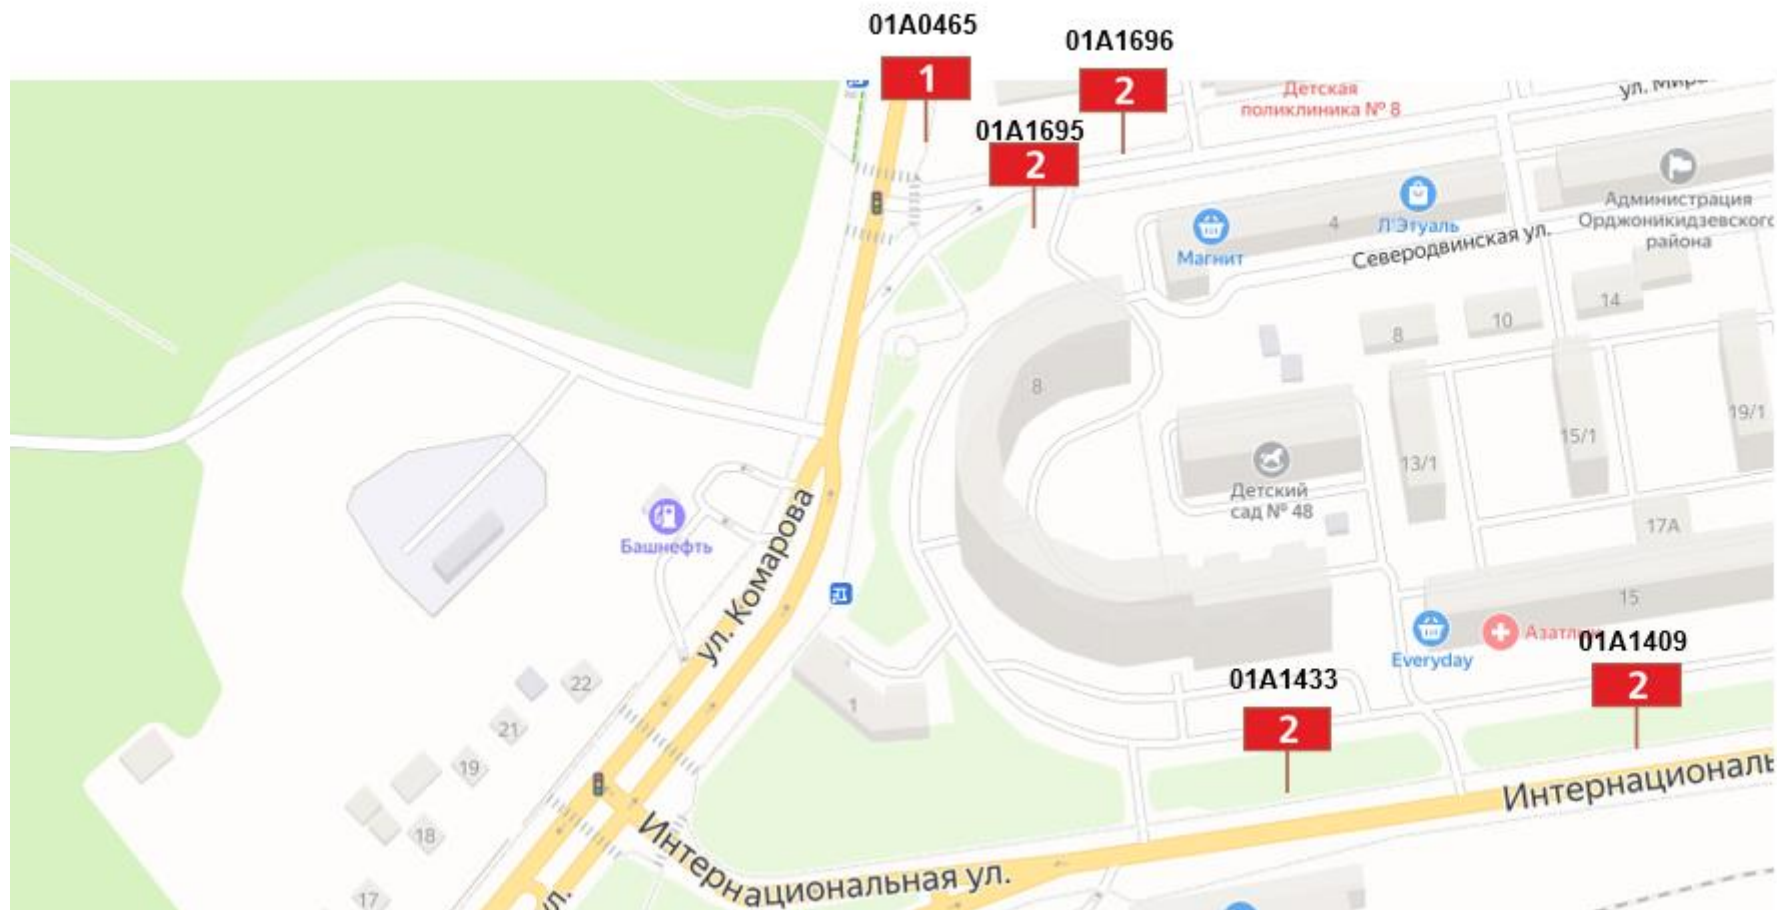 01A0465
1
01A1696
2
01A1695
2
Детская
поликлиника № 8
ул.
Администрация
Орджоникидзевского
района
4
Л'Этуаль
Магнит
Северодвинская ул.
14
10
8
8
19/1
15/1
13/1
Детский
сад № 48
17А
Башнефть
ул. Комарова
15
Everyday
01A1409
2
01A1433
2
22
21
19
18
17
1
Интернациональ
Интернациональная ул.
ул.